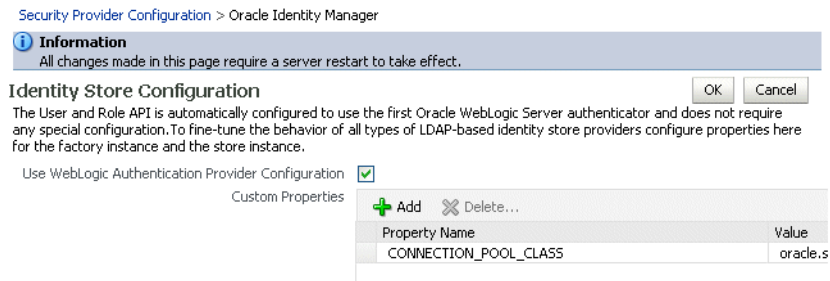 Security Provider Configuration > Oracle Identity Manager
Information
All changes made in this page require a server restart to take effect.
Identity Store Configuration
OK Cancel
The User and Role API is automatically configured to use the first Oracle WebLogic Server authenticator and does not require
any special configuration.To fine-tune the behavior of all types of LDAP-based identity store providers configure properties here
for the factory instance and the store instance.
Use WebLogic Authentication Provider Configuration
Custom Properties
Add Delete...
Property Name Value
CONNECTION_POOL_CLASS oracle.s